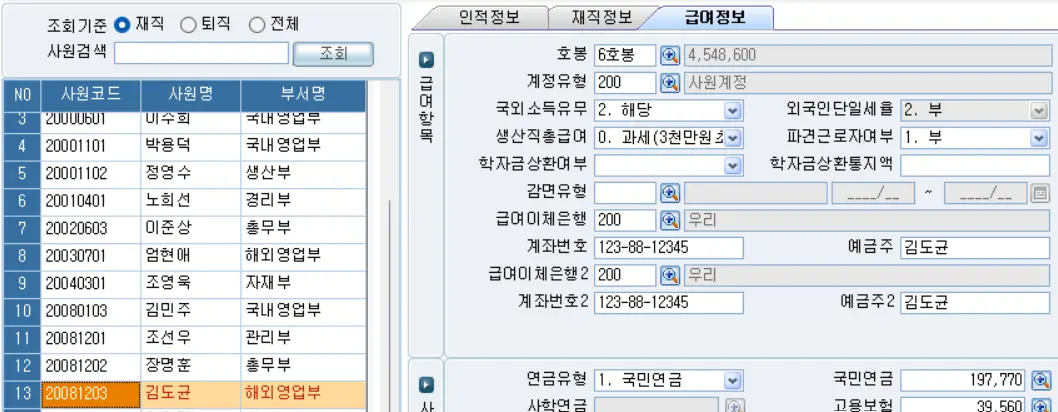 조회기준 재직 퇴직 전체
사원검색 조회
NO 사원코드 사원명 부서명
3 20000601 이수희 국내영업부
4 20001101 박용덕 국내영업부
5 20001102 정영수 생산부
6 20010401 노희선 경리부
7 20020603 이준상 총무부
8 20030701 엄현애 해외영업부
9 20040301 조영욱 자재부
10 20080103 김민주 국내영업부
11 20081201 조선우 관리부
12 20081202 장명훈 총무부
13 20081203 김도균 해외영업부
인적정보 재직정보 급여정보
급여항목
호봉 6호봉 4,548,600
계정유형 200 사원계정
국외소득유무 2. 해당 외국인단일세율 2. 부
생산직총급여 0. 과세(3천만원초 파견근로자여부 1. 부
학자금상환여부 학자금상환통지액
감면유형 ____/__ ~ ____/__
급여이체은행 200 우리
계좌번호 123-88-12345 예금주 김도균
급여이체은행2 200 우리
계좌번호2 123-88-12345 예금주2 김도균
사
연금유형 1. 국민연금 국민연금 197,770
사학연금 고용보험 39,560